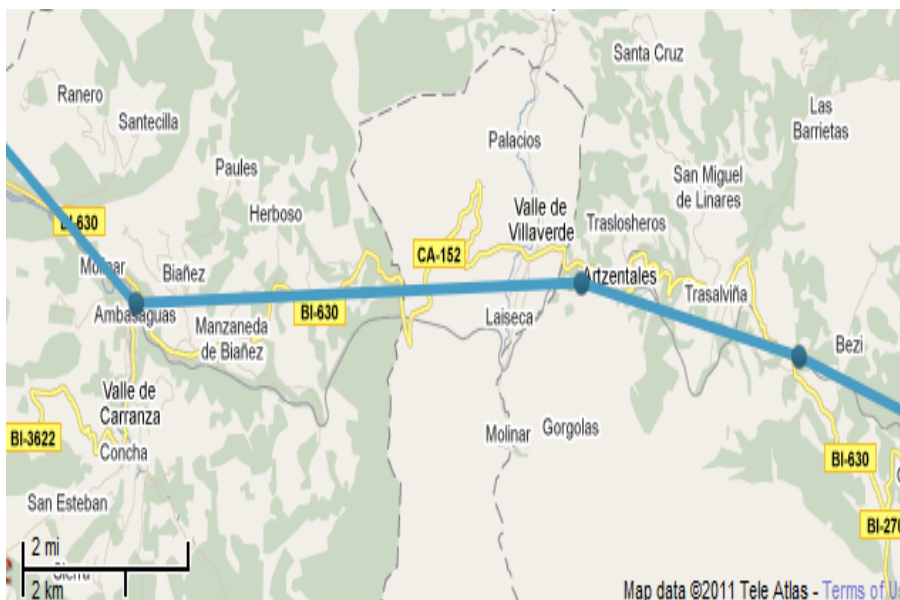 Santa Cruz
Ranero
Santecilla
Las
Barrietas
Palacios
Paules
San Miguel
de Linares
Herboso
Valle de
Villaverde
Traslosheros
BI-630
CA-152
Molinar
Biañez
Artzentales
Trasalviña
Ambasaguas
BI-630
Laiseca
Manzaneda
de Biañez
Bezi
Valle de
Carranza
BI-3622
Concha
Molinar
Gorgolas
BI-630
San Esteban
BI-270
2 mi
2 km
Map data ©2011 Tele Atlas - Terms of